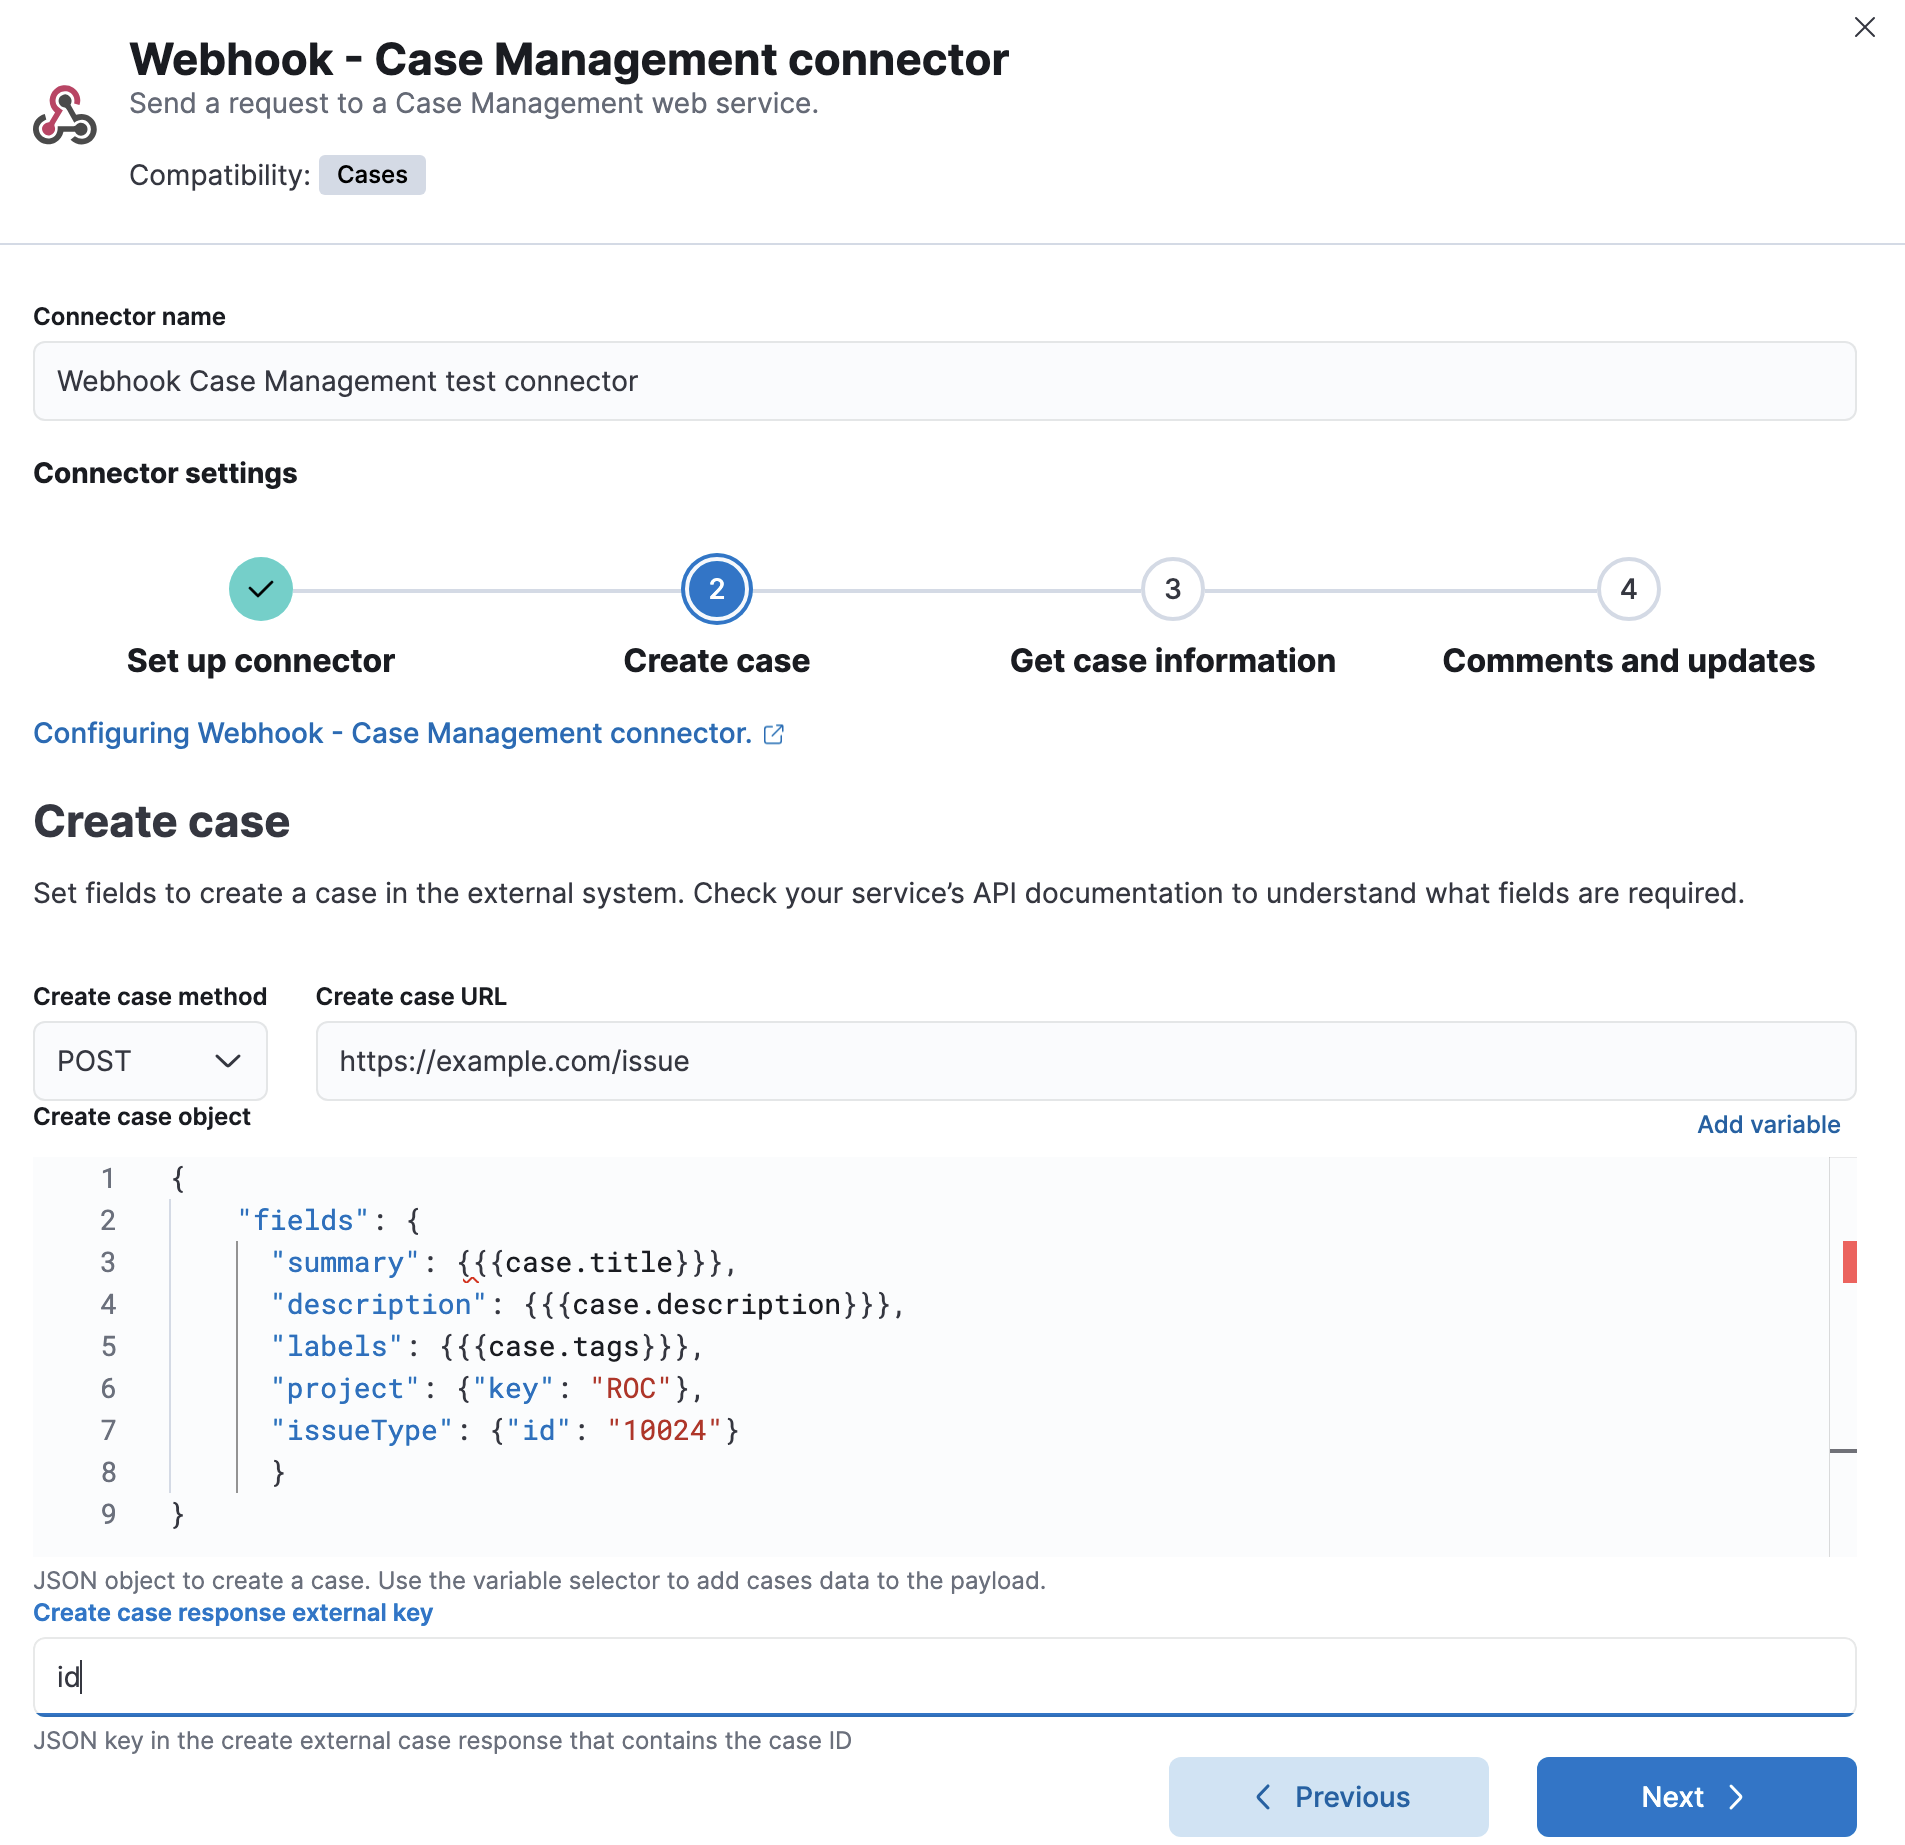 Webhook - Case Management connector
Send a request to a Case Management web service.
Compatibility: Cases
Connector name
Webhook Case Management test connector
Connector settings
2 3 4
Set up connector Create case Get case information Comments and updates
Configuring Webhook - Case Management connector.
Create case
Set fields to create a case in the external system. Check your service’s API documentation to understand what fields are required.
Create case method Create case URL
POST https://example.com/issue
Create case object Add variable
1 {
2 "fields": {
3 "summary": {{{case.title}}},
4 "description": {{{case.description}}},
5 "labels": {{{case.tags}}},
6 "project": {"key": "ROC"},
7 "issueType": {"id": "10024"}
8 }
9 }
JSON object to create a case. Use the variable selector to add cases data to the payload.
Create case response external key
id
JSON key in the create external case response that contains the case ID
Previous Next